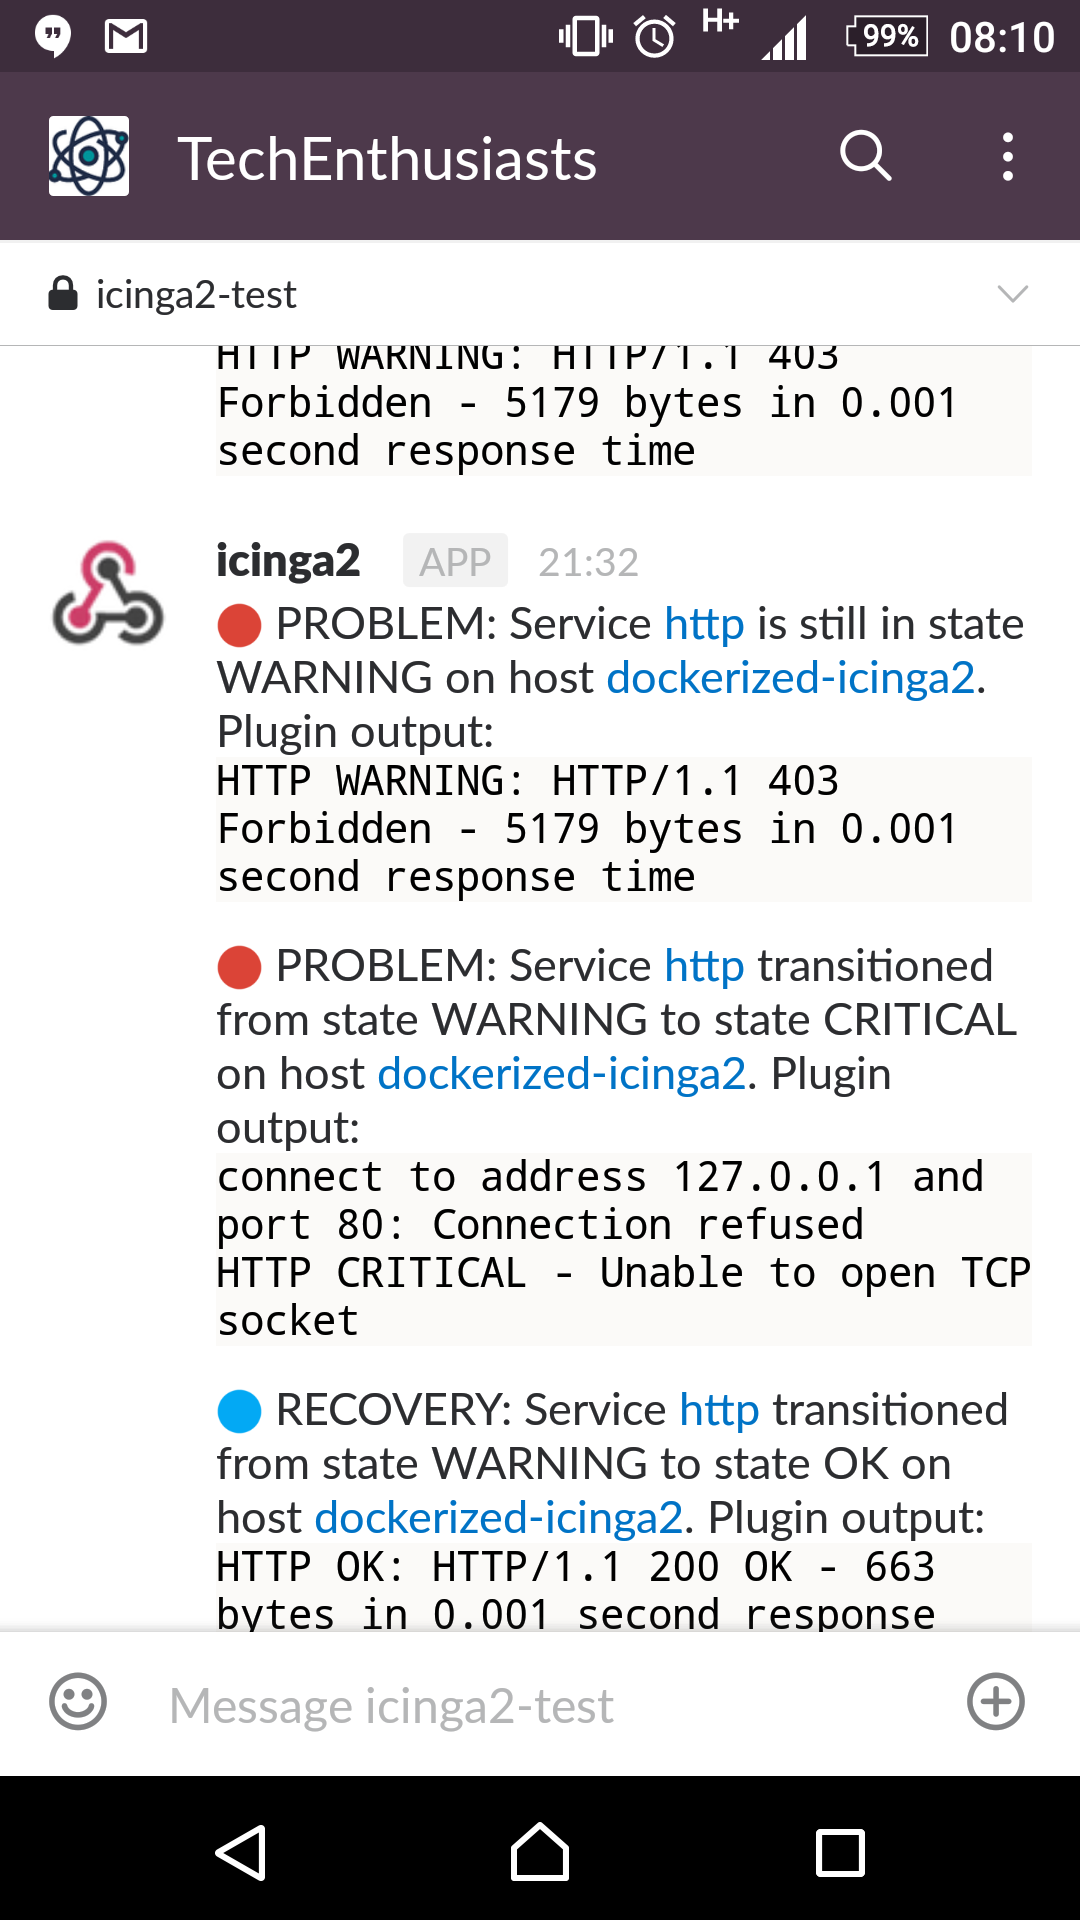 H+ 99% 08:10
TechEnthusiasts
icinga2-test
HTTP WARNING: HTTP/1.1 403
Forbidden - 5179 bytes in 0.001
second response time
icinga2 APP 21:32
PROBLEM: Service http is still in state
WARNING on host dockerized-icinga2.
Plugin output:
HTTP WARNING: HTTP/1.1 403
Forbidden - 5179 bytes in 0.001
second response time
PROBLEM: Service http transitioned
from state WARNING to state CRITICAL
on host dockerized-icinga2. Plugin
output:
connect to address 127.0.0.1 and
port 80: Connection refused
HTTP CRITICAL - Unable to open TCP
socket
RECOVERY: Service http transitioned
from state WARNING to state OK on
host dockerized-icinga2. Plugin output:
HTTP OK: HTTP/1.1 200 OK - 663
bytes in 0.001 second response
Message icinga2-test